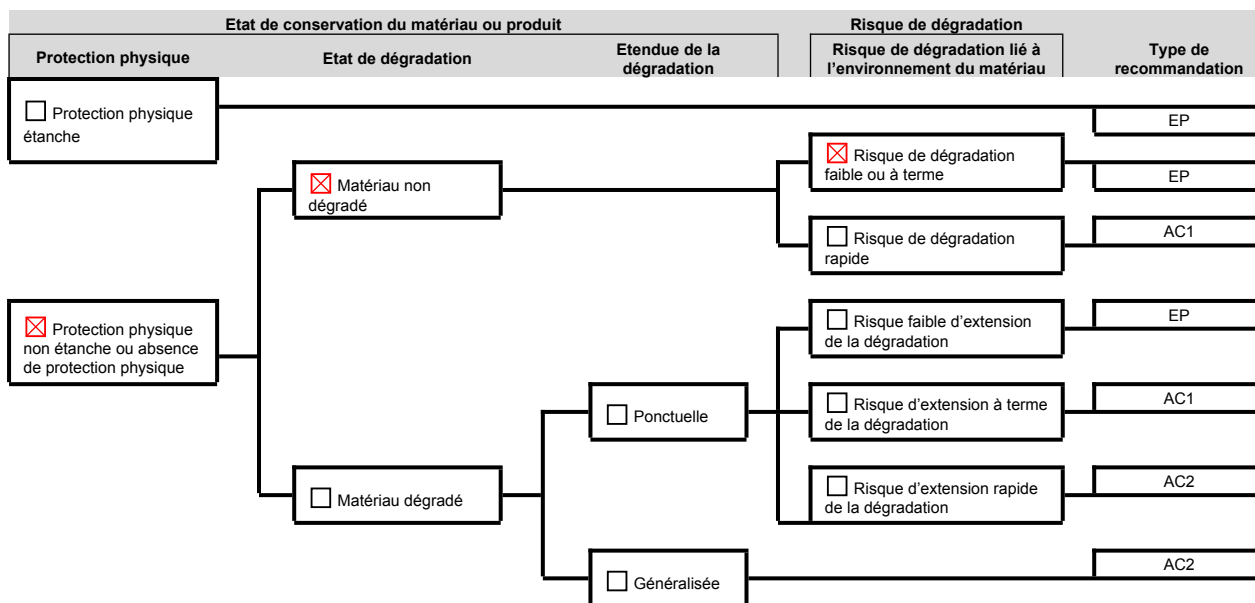 Etat de conservation du matériau ou produit
Risque de dégradation
Protection physique
Etat de dégradation
Etendue de la
dégradation
Risque de dégradation lié à
l'environnement du matériau
Type de
recommandation
Protection physique
étanche
EP
Matériau non
dégradé
Risque de dégradation
faible ou à terme
EP
Risque de dégradation
rapide
AC1
Protection physique
non étanche ou absence
de protection physique
Risque faible d'extension
de la dégradation
EP
Ponctuelle
Risque d'extension à terme
de la dégradation
AC1
Matériau dégradé
Risque d'extension rapide
de la dégradation
AC2
Généralisée
AC2